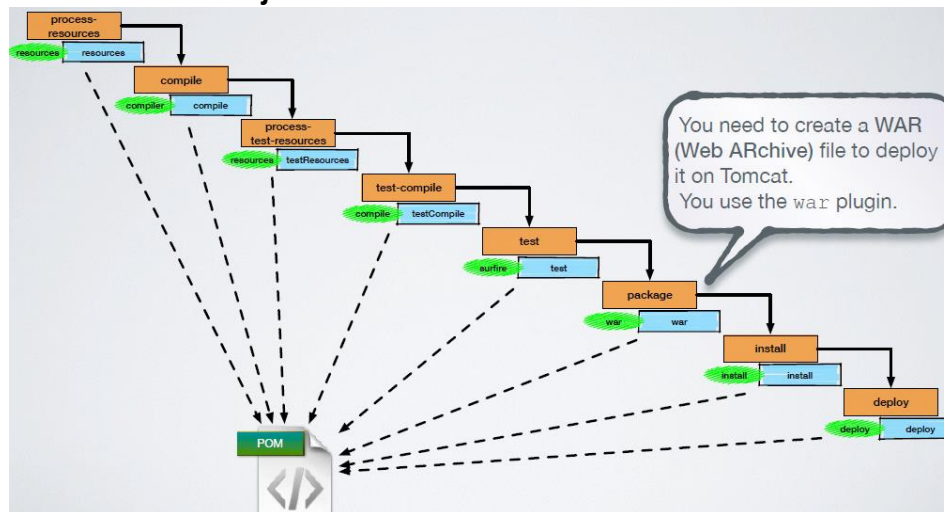 process-
resources
resources
resources
compile
compiler
compile
process-
test-resources
resources
testResources
test-compile
compile
testCompile
test
surfire
test
You need to create a WAR
(Web ARchive) file to deploy
it on Tomcat.
You use the war plugin.
package
war
war
install
install
install
deploy
deploy
deploy
POM
</>